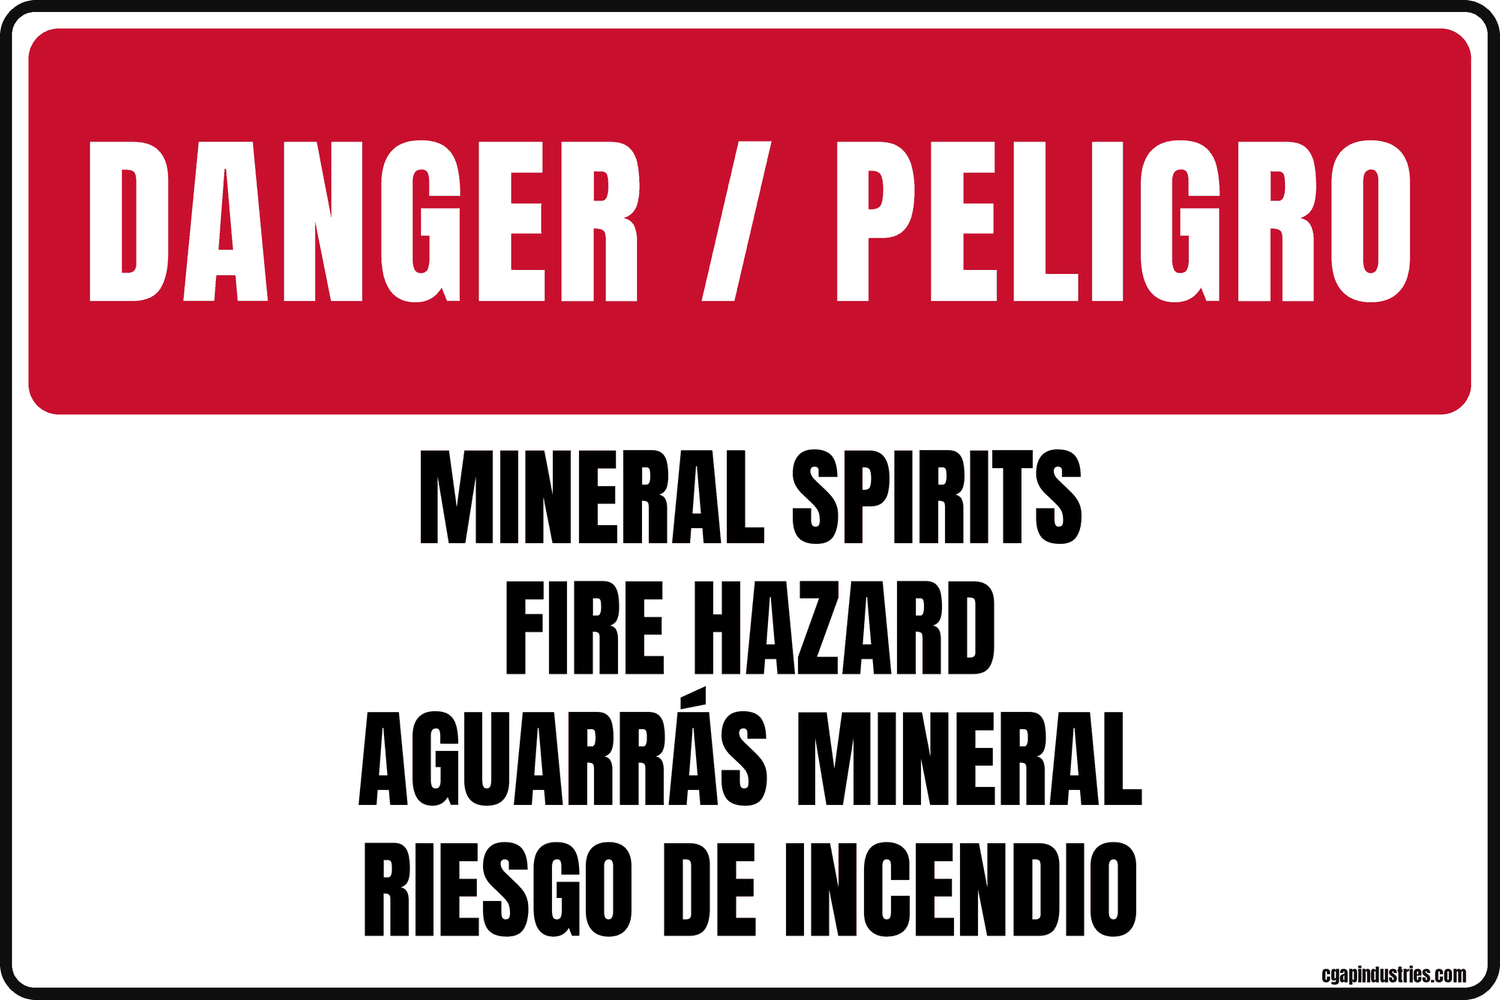 DANGER / PELIGRO
MINERAL SPIRITS
FIRE HAZARD
AGUARRÁS MINERAL
RIESGO DE INCENDIO
cgapindustries.com